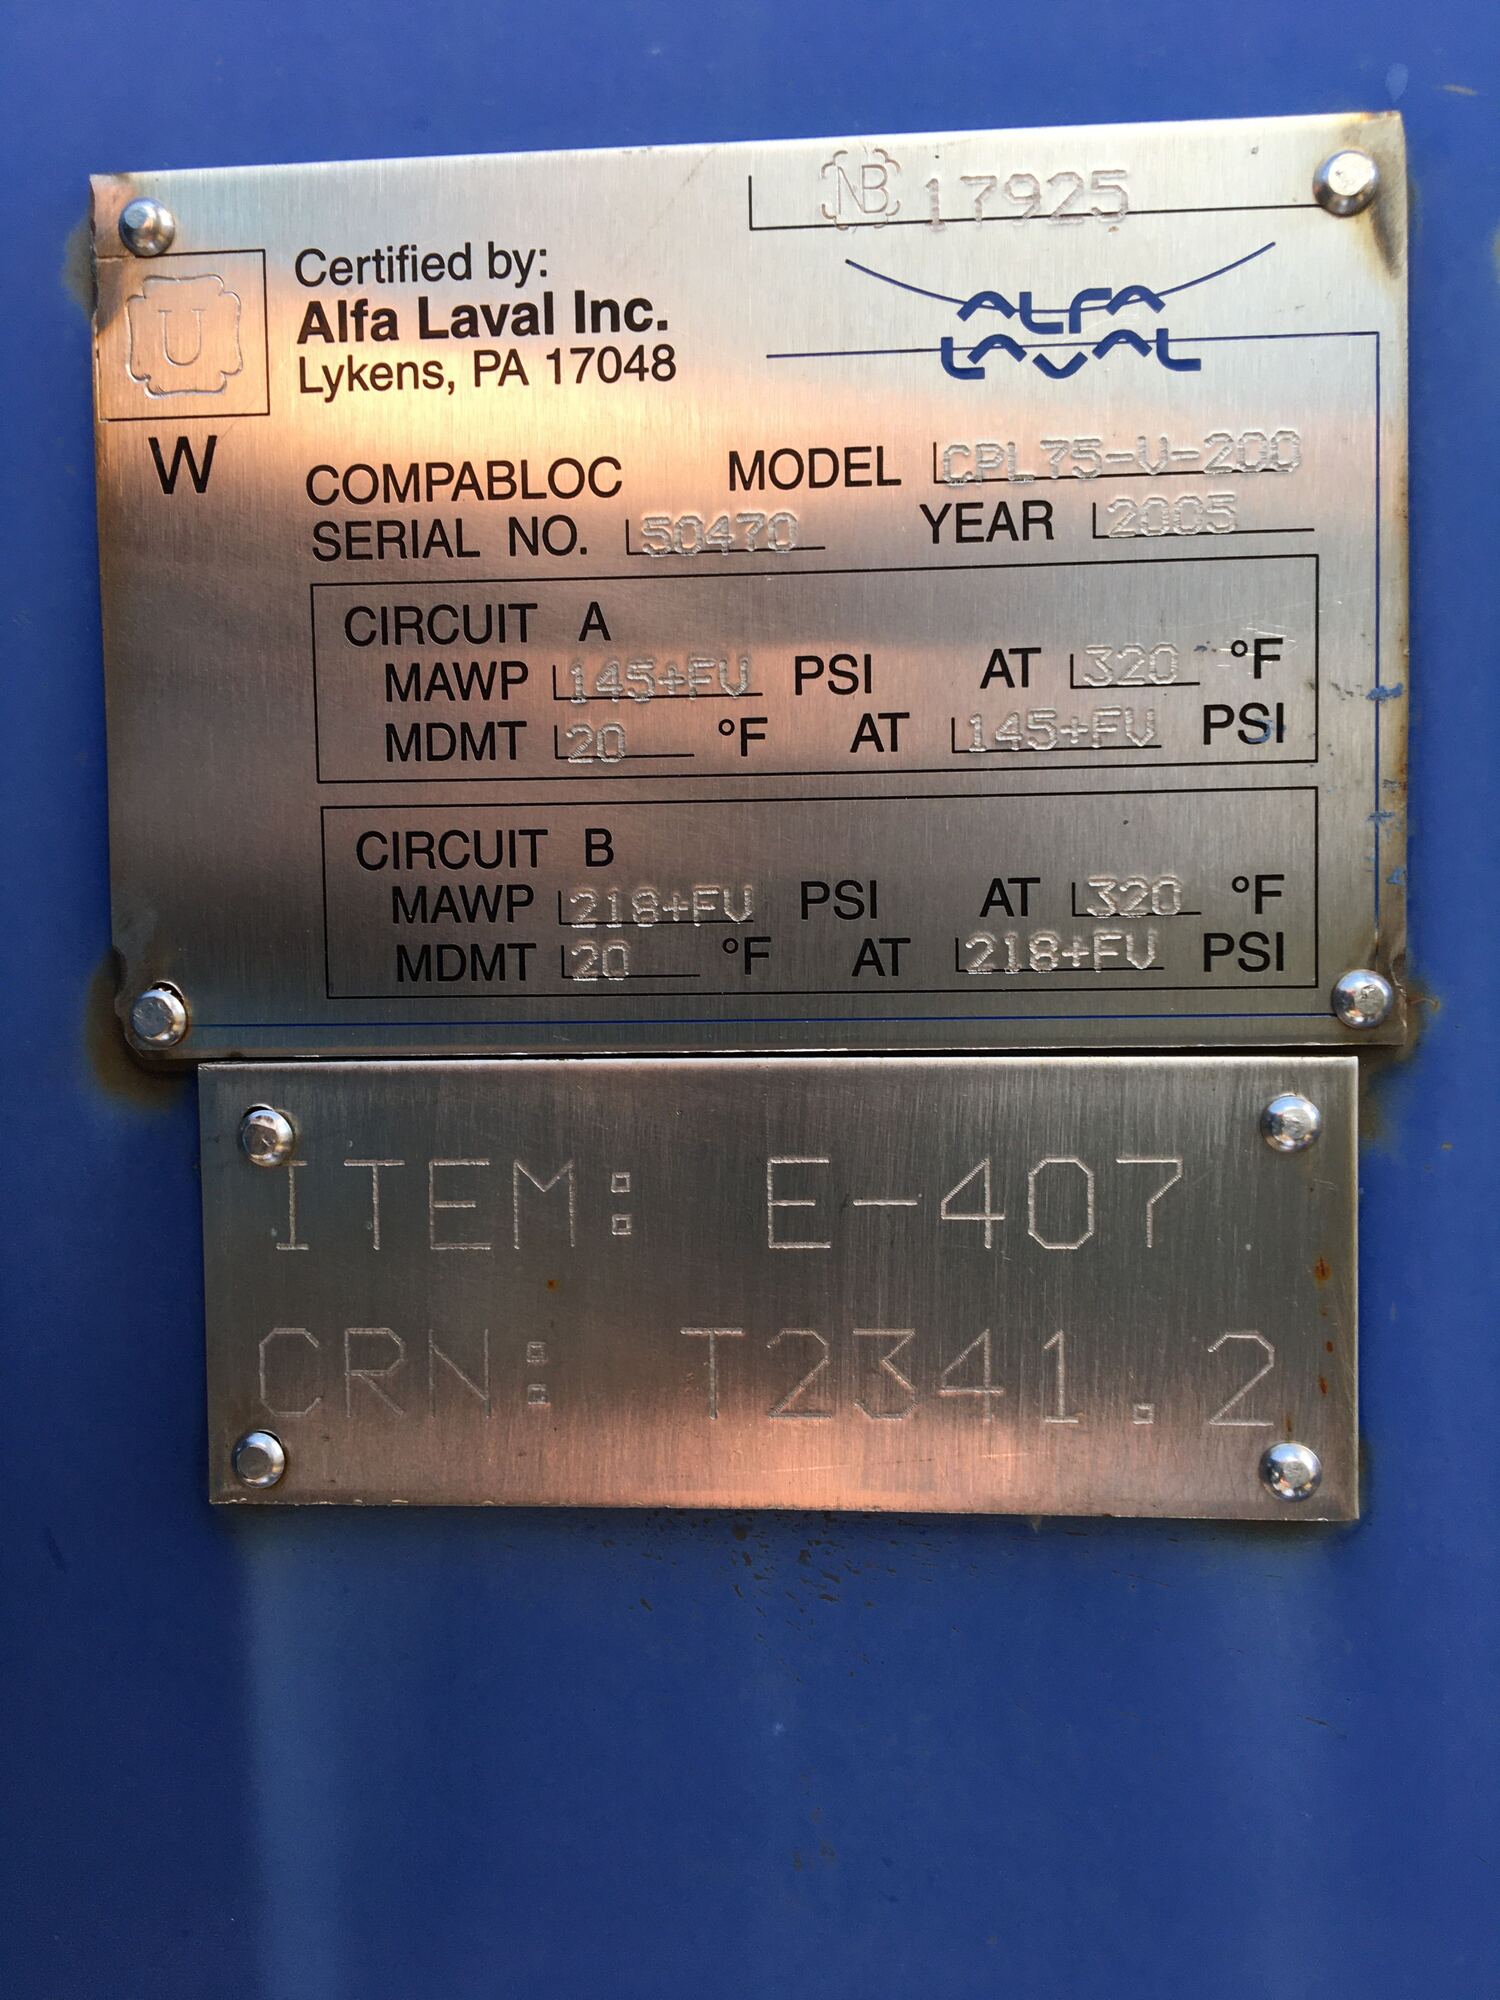 NB 17925
U
Certified by:
Alfa Laval Inc.
Lykens, PA 17048
ALFA
LAVAL
W
COMPABLOC MODEL CPL75-V-200
SERIAL NO. 50470 YEAR 2005
CIRCUIT A
MAWP 145+FV PSI AT 320 °F
MDMT 20 °F AT 145+FV PSI
CIRCUIT B
MAWP 218+FV PSI AT 320 °F
MDMT 20 °F AT 218+FV PSI
ITEM: E-407
CRN: T2341.2